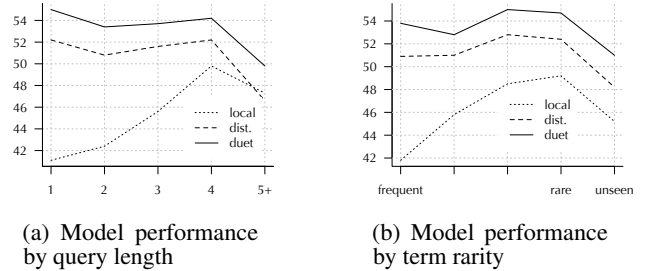 54
52
50
48
46
44
42
local
dist.
duet
1 2 3 4 5+
(a) Model performance
by query length
54
52
50
48
46
44
42
local
dist.
duet
frequent rare unseen
(b) Model performance
by term rarity